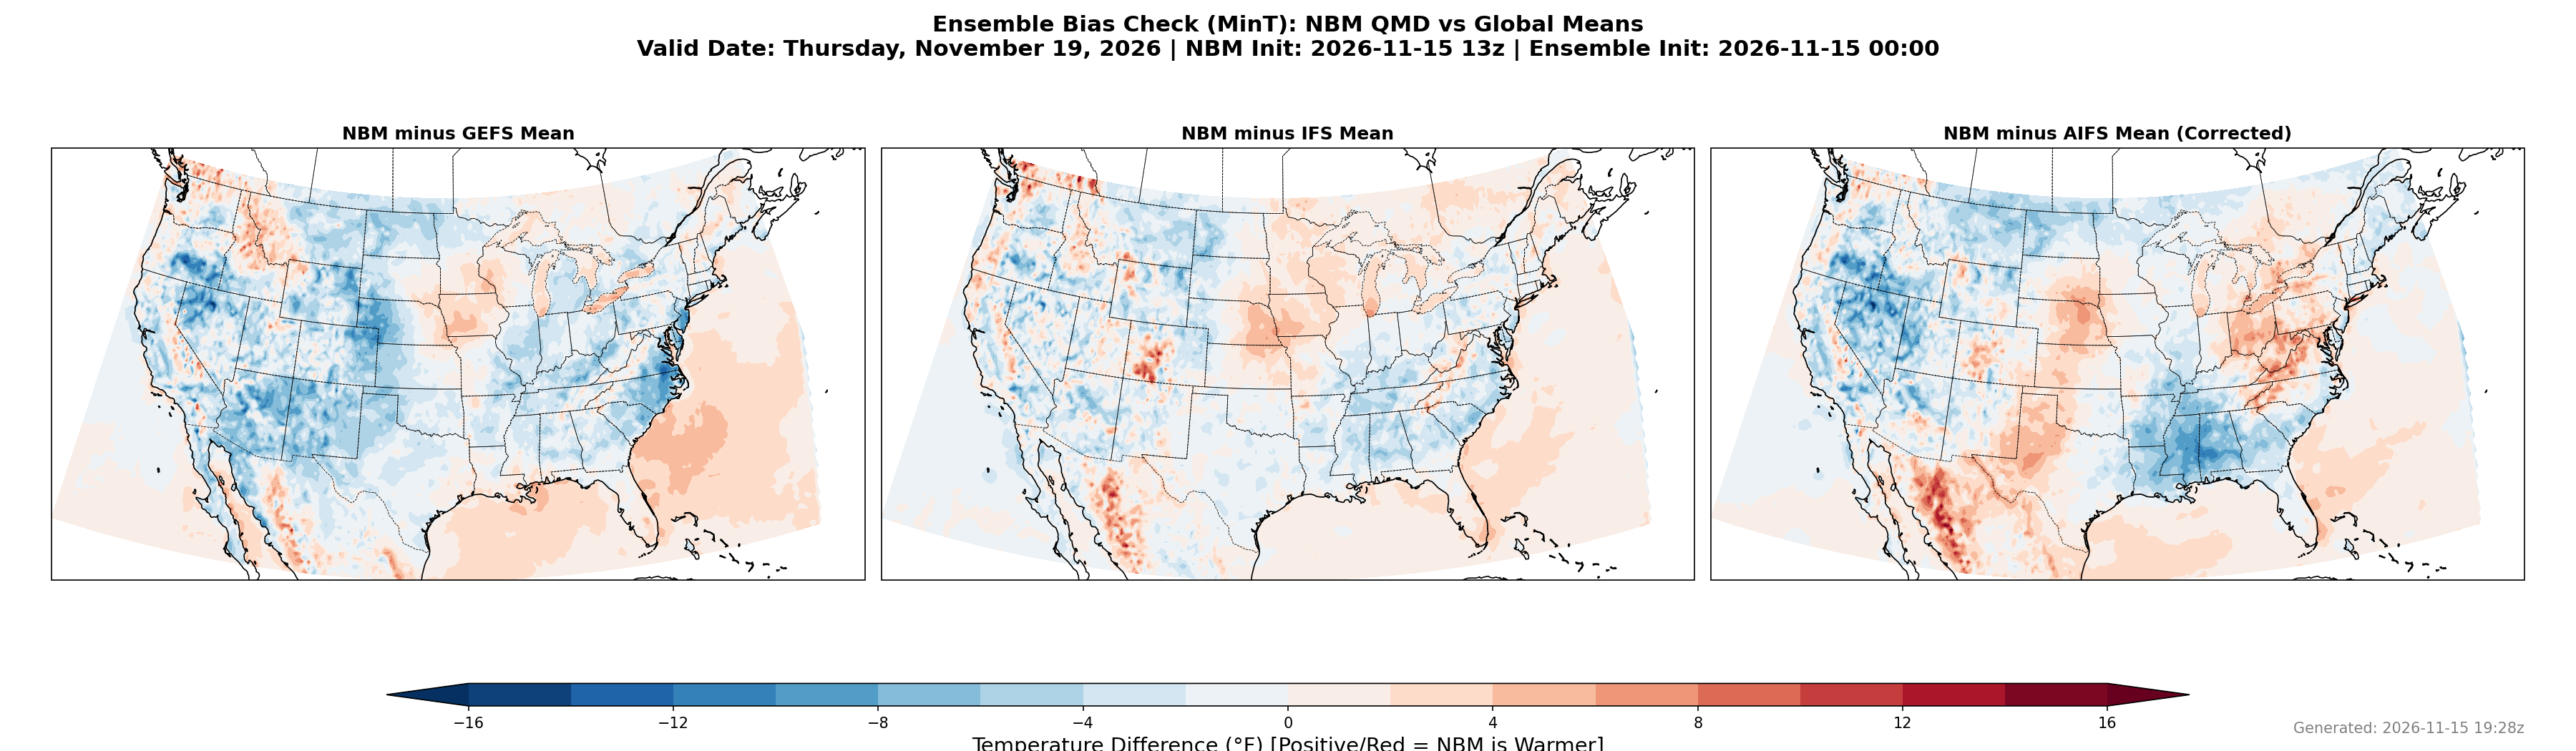 Ensemble Bias Check (MinT): NBM QMD vs Global Means
Valid Date: Thursday, November 19, 2026 | NBM Init: 2026-11-15 13z | Ensemble Init: 2026-11-15 00:00
NBM minus GEFS Mean
NBM minus IFS Mean
NBM minus AIFS Mean (Corrected)
−16 −12 −8 −4 0 4 8 12 16
Temperature Difference (°F) [Positive/Red = NBM is Warmer]
Generated: 2026-11-15 19:28z